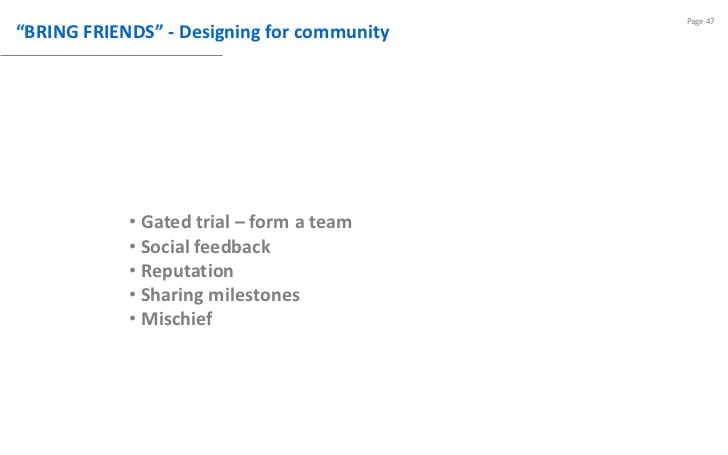 “BRING FRIENDS” - Designing for community
Page 47
• Gated trial – form a team
• Social feedback
• Reputation
• Sharing milestones
• Mischief